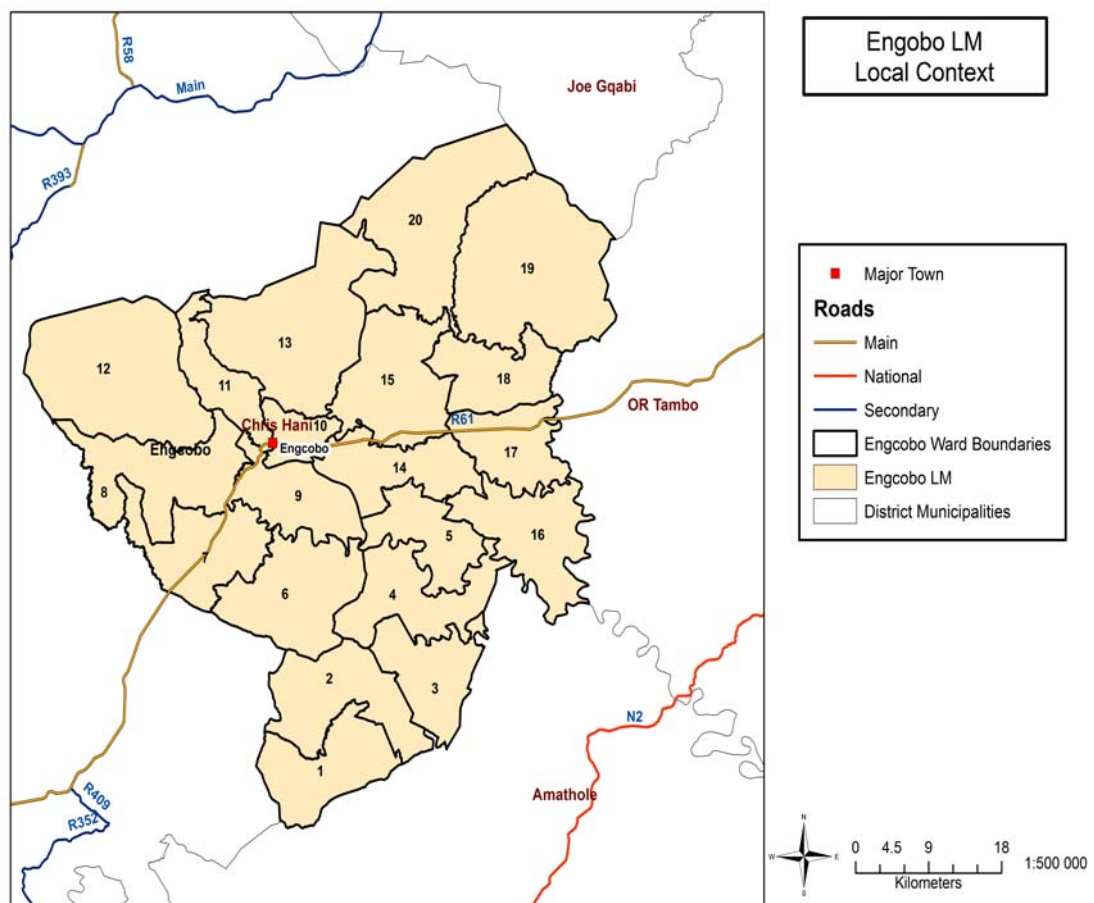 Engobo LM
Local Context
R58
Main
Joe Gqabi
R393
20
19
13
12
15
11
18
OR Tambo
Chris Hani
10
R61
Engcobo
Engcobo
17
14
8
9
5
16
7
6
4
2
3
N2
1
Amathole
R409
R352
Major Town
Roads
Main
National
Secondary
Engcobo Ward Boundaries
Engcobo LM
District Municipalities
N
W
E
S
0 4.5 9 18
Kilometers
1:500 000